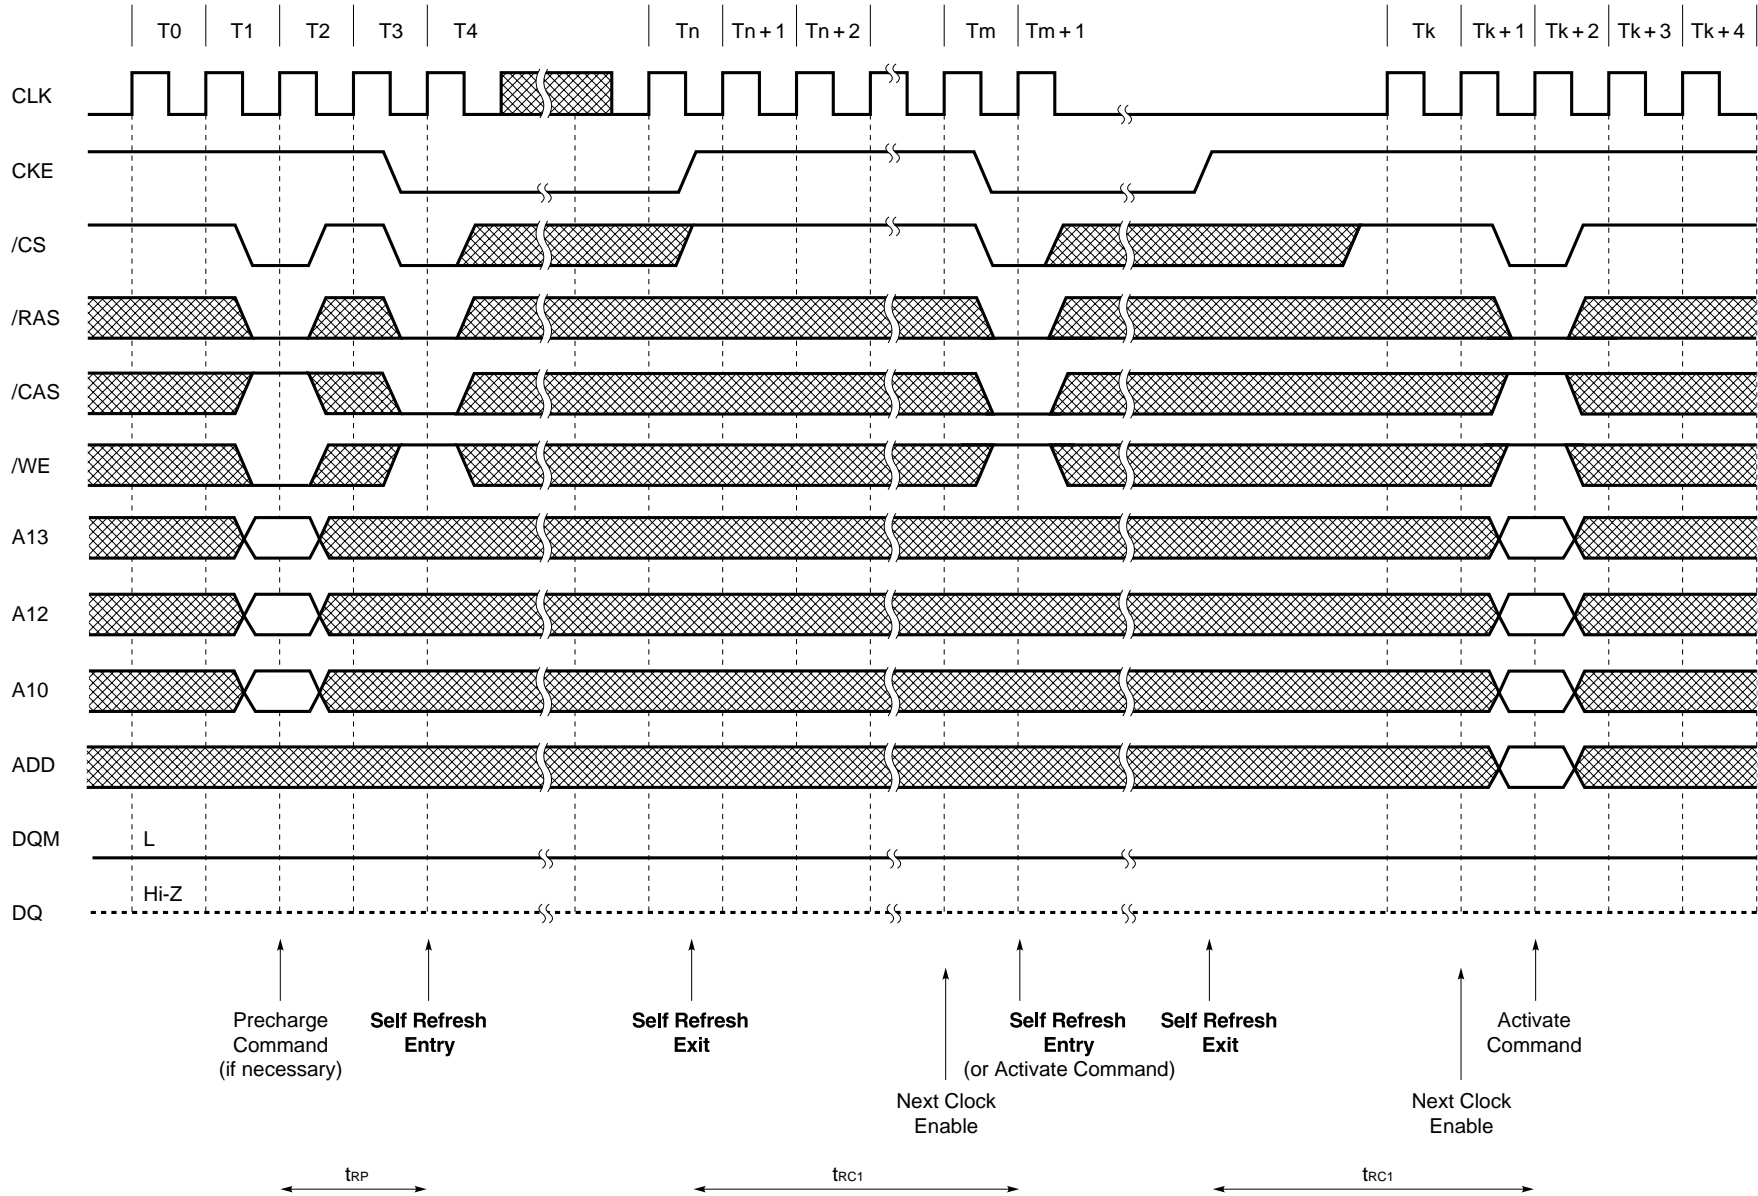 T0 T1 T2 T3 T4 Tn Tn + 1 Tn + 2 Tm Tm + 1 Tk Tk + 1 Tk + 2 Tk + 3 Tk + 4
CLK
CKE
/CS
/RAS
/CAS
/WE
A13
A12
A10
ADD
DQM L
Hi-Z
DQ
Precharge
Command
(if necessary)
Self Refresh
Entry
Self Refresh
Exit
Next Clock
Enable
Self Refresh
Entry
(or Activate Command)
Self Refresh
Exit
Next Clock
Enable
Activate
Command
tRP tRC1 tRC1